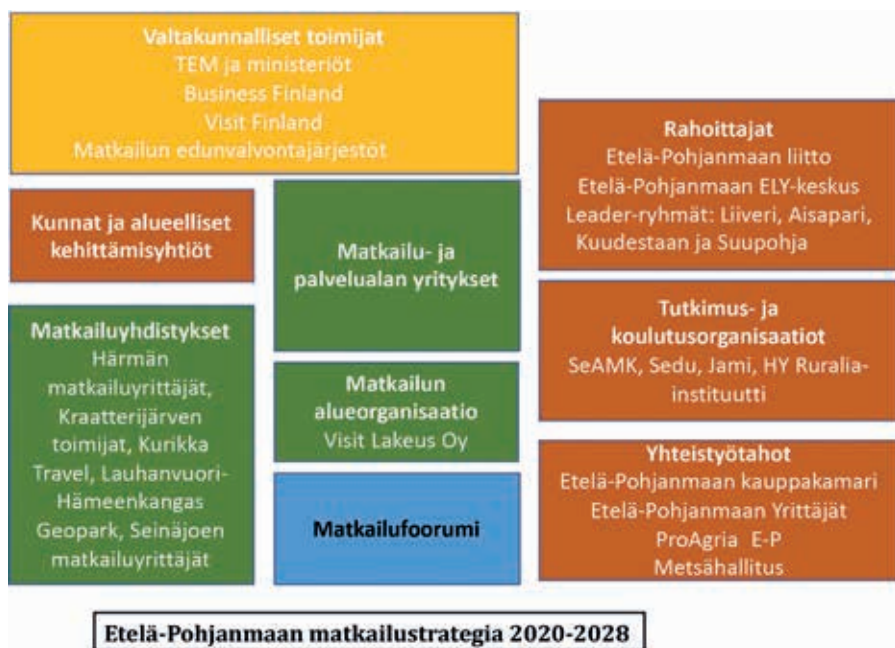 Valtakunnalliset toimijat
TEM ja ministeriöt
Business Finland
Visit Finland
Matkailun edunvalvontajärjestöt
Kunnat ja alueelliset
kehittämisyhtiöt
Matkailuyhdistykset
Härmän
matkailuyrittäjät,
Kraatterijärven
toimijat, Kurikka
Travel, Lauhanvuori-
Hämeenkangas
Geopark, Seinäjoen
matkailuyrittäjät
Matkailu- ja
palvelualan yritykset
Matkailun
alueorganisaatio
Visit Lakeus Oy
Matkailufoorumi
Rahoittajat
Etelä-Pohjanmaan liitto
Etelä-Pohjanmaan ELY-keskus
Leader-ryhmät: Liiveri, Aisapari,
Kuudestaan ja Suupohja
Tutkimus- ja
koulutusorganisaatiot
SeAMK, Sedu, Jami, HY Ruralia-
instituutti
Yhteistyötahot
Etelä-Pohjanmaan kauppakamari
Etelä-Pohjanmaan Yrittäjät
ProAgria E-P
Metsähallitus
Etelä-Pohjanmaan matkailustrategia 2020-2028